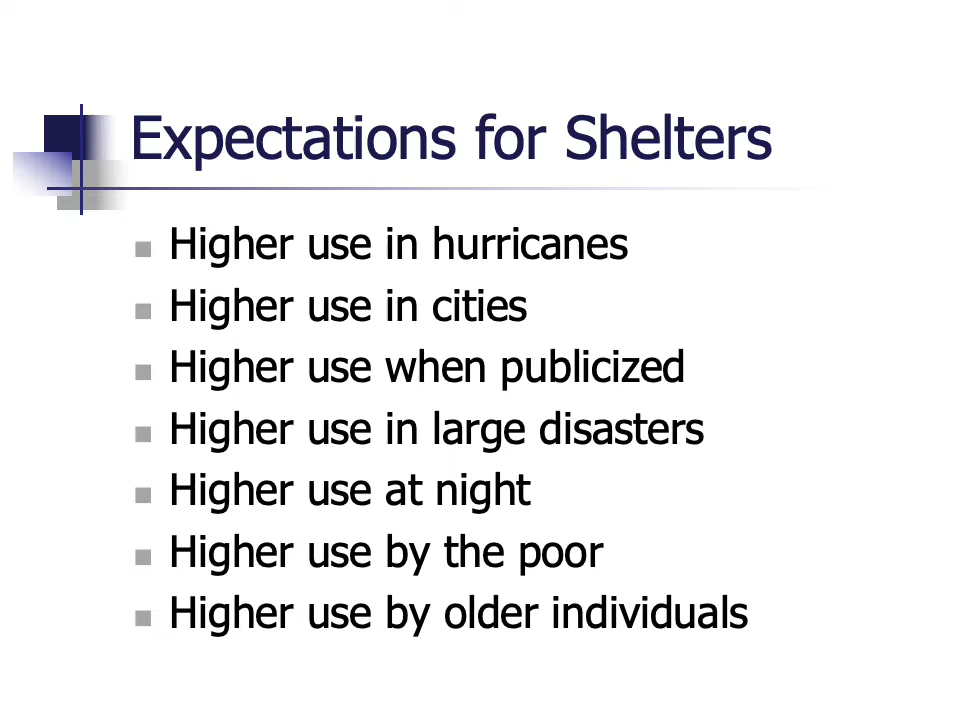 Expectations for Shelters
Higher use in hurricanes
Higher use in cities
Higher use when publicized
Higher use in large disasters
Higher use at night
Higher use by the poor
Higher use by older individuals